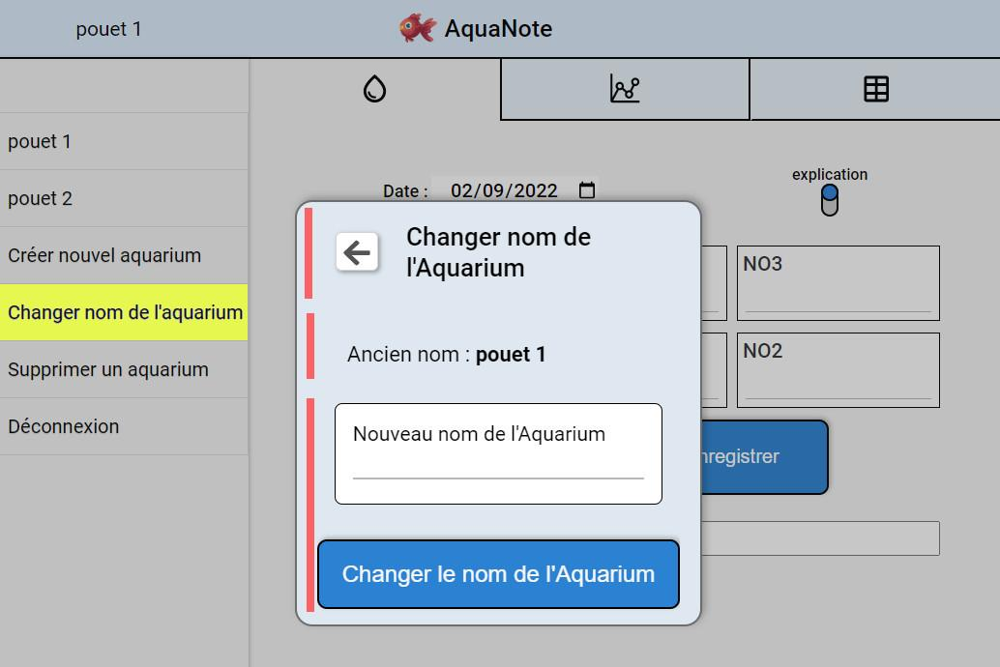 pouet 1
AquaNote
pouet 1
pouet 2
Créer nouvel aquarium
Changer nom de l'aquarium
Supprimer un aquarium
Déconnexion
Date : 02/09/2022
explication
NO3
NO2
nregistrer
Changer nom de
l'Aquarium
Ancien nom : pouet 1
Nouveau nom de l'Aquarium
Changer le nom de l'Aquarium